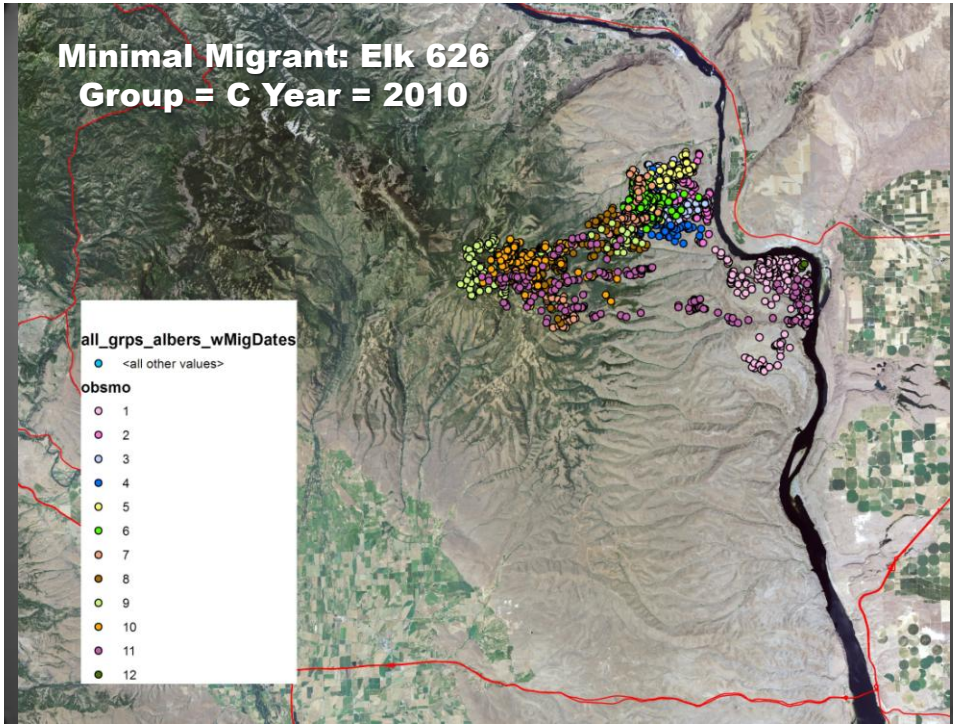 Minimal Migrant: Elk 626
Group = C Year = 2010
all_grps_albers_wMigDates
<all other values>
obsmo
1
2
3
4
5
6
7
8
9
10
11
12